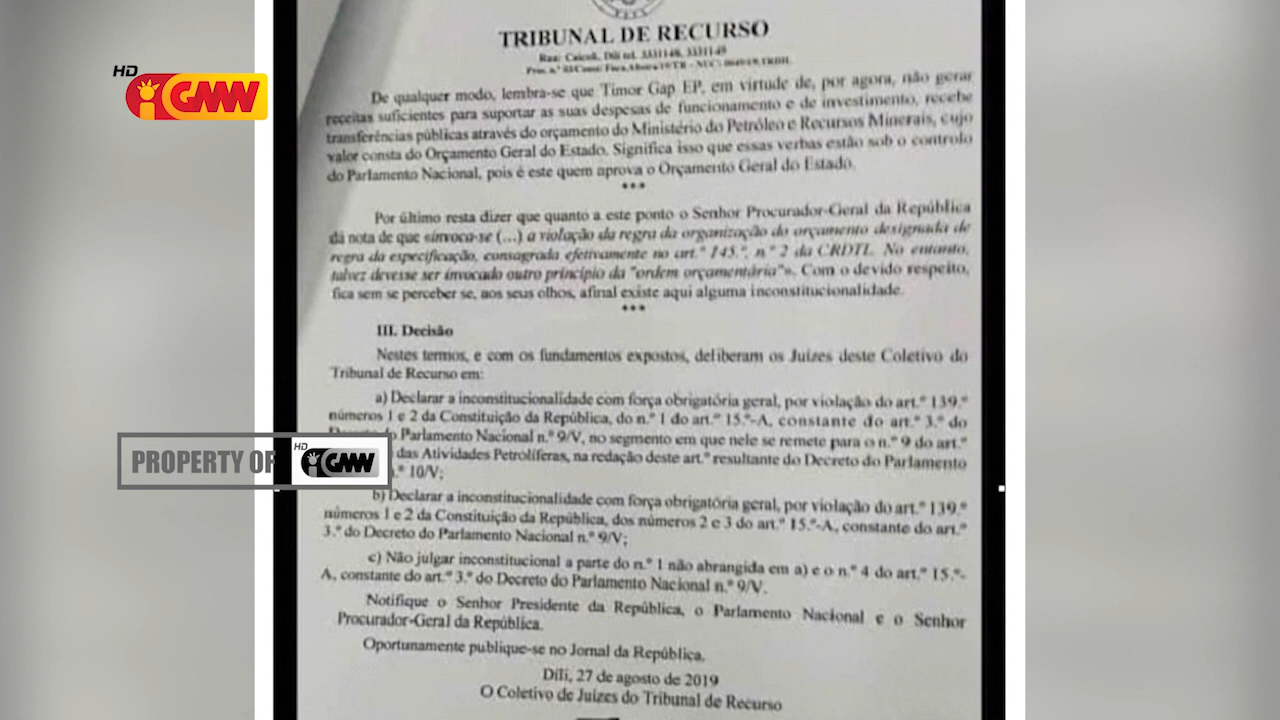 TRIBUNAL DE RECURSO
Rua: Caicoli, Dili tel. 3331148, 3331149
HD
GMN
De qualquer modo, lembra-se que Timor Gap EP, em virtude de, por agora, não gerar
receitas suficientes para suportar as suas despesas de funcionamento e de investimento, recebe
transferências públicas através do orçamento do Ministério do Petróleo e Recursos Minerais, cujo
valor consta do Orçamento Geral do Estado. Significa isso que essas verbas estão sob o controlo
do Parlamento Nacional, pois é este quem aprova o Orçamento Geral do Estado.
***
Por último resta dizer que quanto a este ponto o Senhor Procurador-Geral da República
dá nota de que «invoca-se (...) a violação da regra da organização do orçamento designada de
regra da especificação, consagrada efetivamente no art.º 145.º, n.º 2 da CRDTL. No entanto,
talvez devesse ser invocado outro princípio da "ordem orçamentária"». Com o devido respeito,
fica sem se perceber se, aos seus olhos, afinal existe aqui alguma inconstitucionalidade.
***
III. Decisão
Nestes termos, e com os fundamentos expostos, deliberam os Juízes deste Coletivo do
Tribunal de Recurso em:
a) Declarar a inconstitucionalidade com força obrigatória geral, por violação do art.º 139.º
números 1 e 2 da Constituição da República, do n.º 1 do art.º 15.º-A, constante do art.º 3.º do
Parlamento Nacional n.º 9/V, no segmento em que nele se remete para o n.º 9 do art.º
das Atividades Petrolíferas, na redação deste art.º resultante do Decreto do Parlamento
º 10/V;
PROPERTY OF
HD
GMN
b) Declarar a inconstitucionalidade com força obrigatória geral, por violação do art.º 139.º
números 1 e 2 da Constituição da República, dos números 2 e 3 do art.º 15.º-A, constante do art.º
3.º do Decreto do Parlamento Nacional n.º 9/V;
c) Não julgar inconstitucional a parte do n.º 1 não abrangida em a) e o n.º 4 do art.º 15.º-
A, constante do art.º 3.º do Decreto do Parlamento Nacional n.º 9/V.
Notifique o Senhor Presidente da República, o Parlamento Nacional e o Senhor
Procurador-Geral da República.
Oportunamente publique-se no Jornal da República.
Díli, 27 de agosto de 2019
O Coletivo de Juízes do Tribunal de Recurso